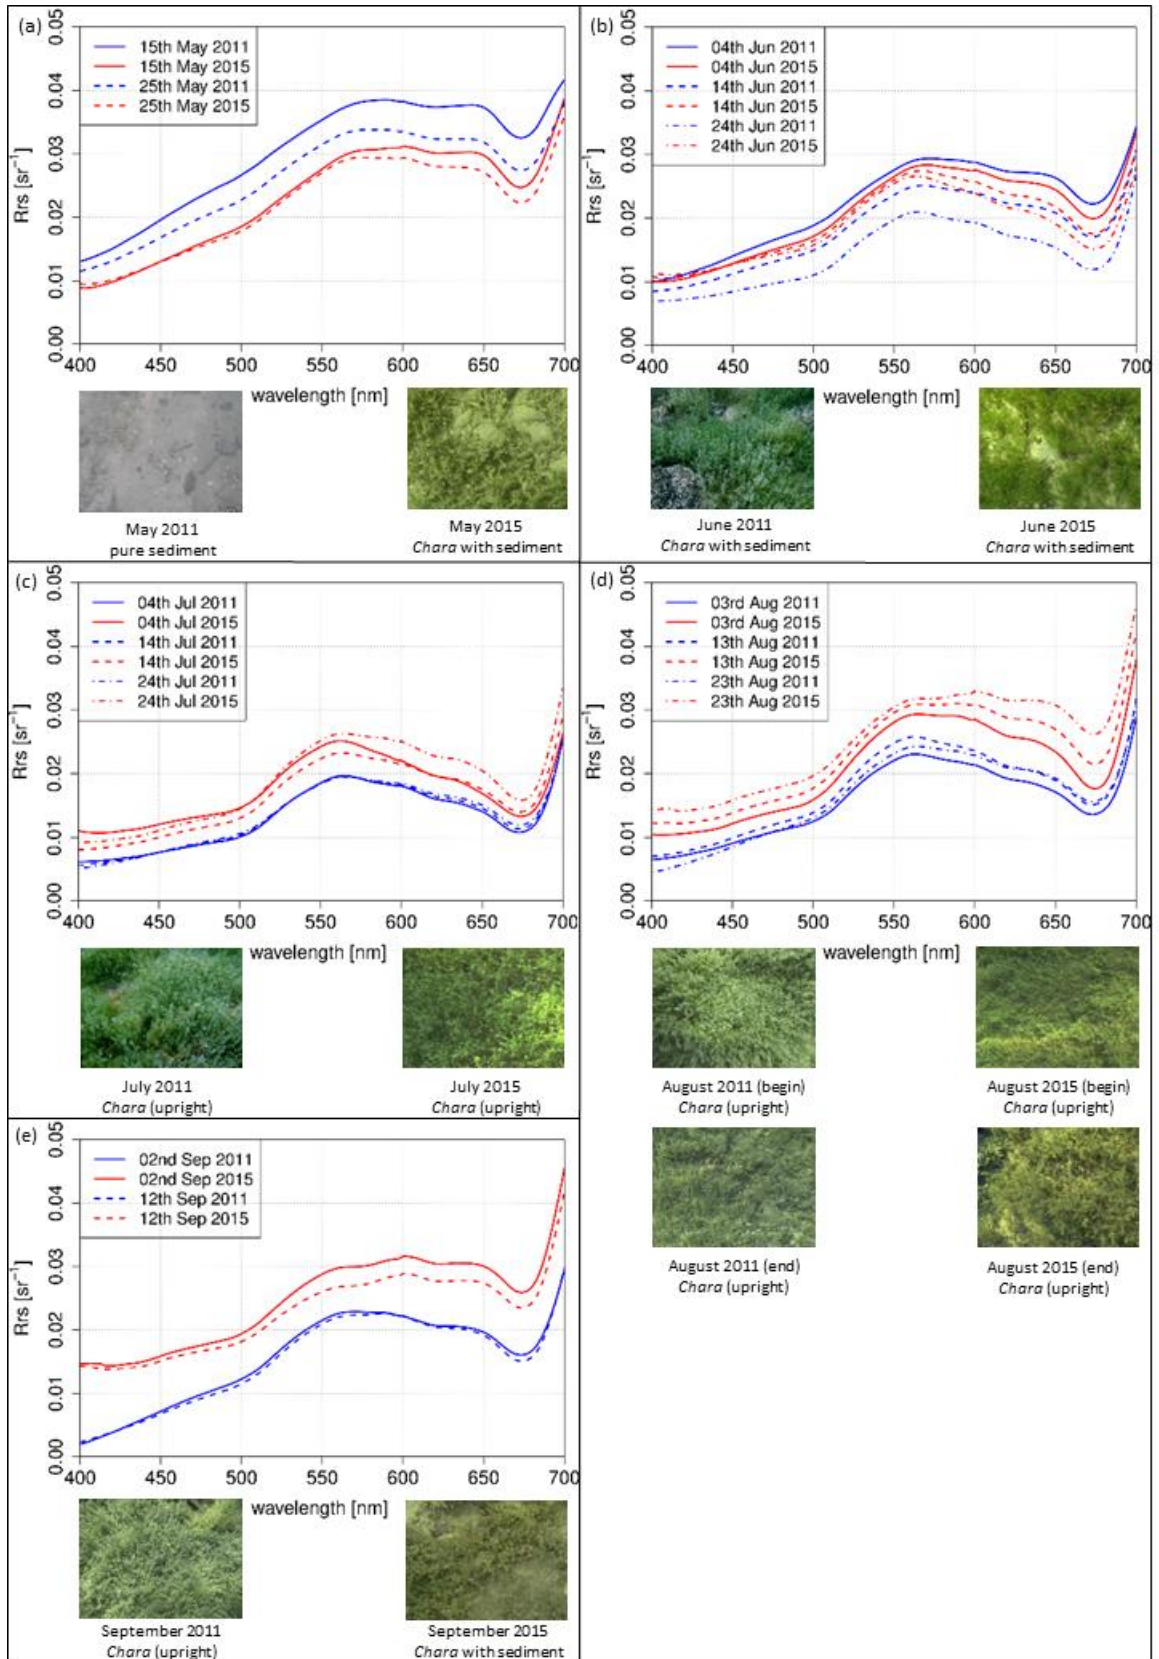 (a)
0.05
0.04
0.03
0.02
0.01
0.00
Rrs [sr⁻¹]
15th May 2011
15th May 2015
25th May 2011
25th May 2015
400 450 500 550 600 650 700
wavelength [nm]
May 2011
pure sediment
May 2015
Chara with sediment
(b)
0.05
0.04
0.03
0.02
0.01
0.00
Rrs [sr⁻¹]
04th Jun 2011
04th Jun 2015
14th Jun 2011
14th Jun 2015
24th Jun 2011
24th Jun 2015
400 450 500 550 600 650 700
wavelength [nm]
June 2011
Chara with sediment
June 2015
Chara with sediment
(c)
0.05
0.04
0.03
0.02
0.01
0.00
Rrs [sr⁻¹]
04th Jul 2011
04th Jul 2015
14th Jul 2011
14th Jul 2015
24th Jul 2011
24th Jul 2015
400 450 500 550 600 650 700
wavelength [nm]
July 2011
Chara (upright)
July 2015
Chara (upright)
(d)
0.05
0.04
0.03
0.02
0.01
0.00
Rrs [sr⁻¹]
03rd Aug 2011
03rd Aug 2015
13th Aug 2011
13th Aug 2015
23th Aug 2011
23th Aug 2015
400 450 500 550 600 650 700
wavelength [nm]
August 2011 (begin)
Chara (upright)
August 2015 (begin)
Chara (upright)
August 2011 (end)
Chara (upright)
August 2015 (end)
Chara (upright)
(e)
0.05
0.04
0.03
0.02
0.01
0.00
Rrs [sr⁻¹]
02nd Sep 2011
02nd Sep 2015
12th Sep 2011
12th Sep 2015
400 450 500 550 600 650 700
wavelength [nm]
September 2011
Chara (upright)
September 2015
Chara with sediment